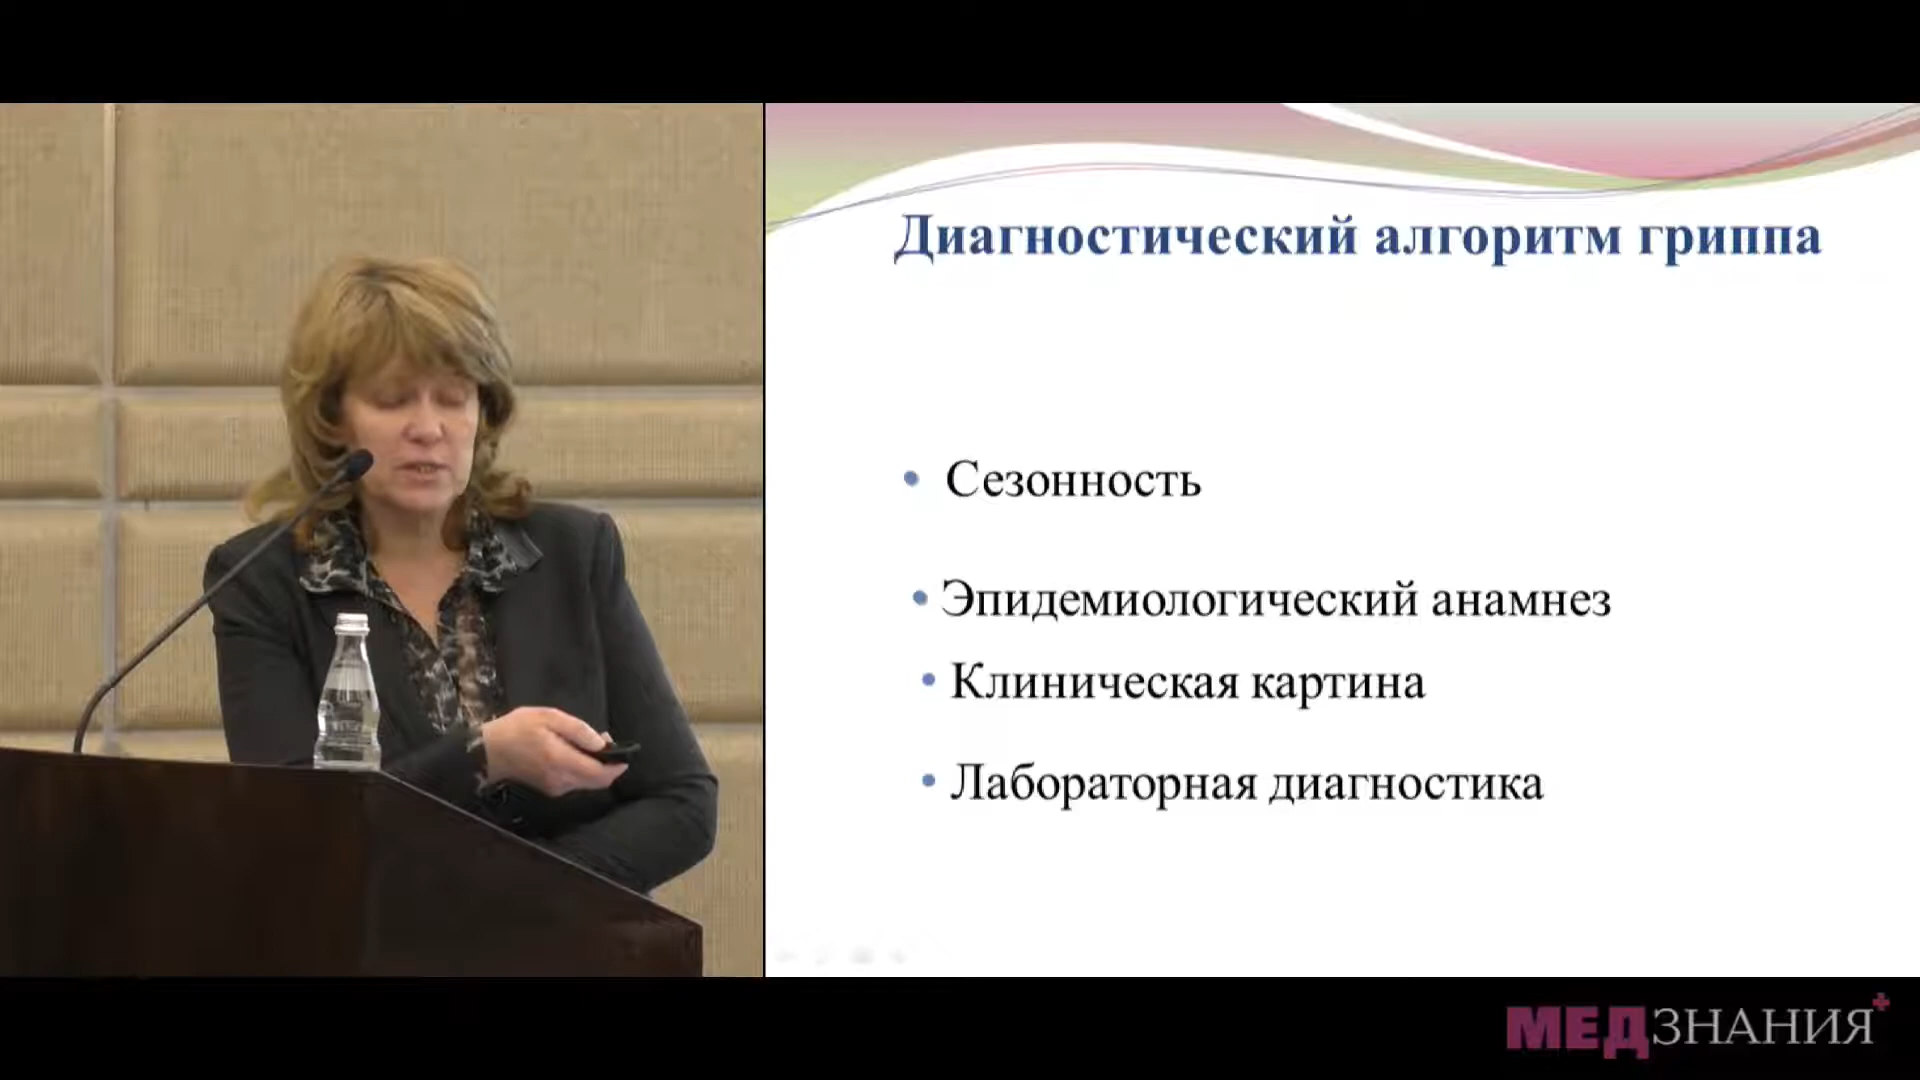 Диагностический алгоритм гриппа
• Сезонность
• Эпидемиологический анамнез
• Клиническая картина
• Лабораторная диагностика
МЕДЗНАНИЯ+